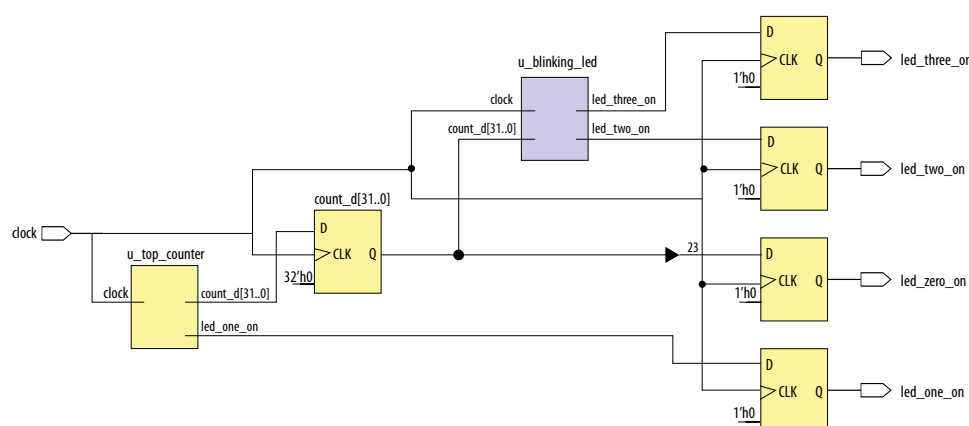 D
CLK Q
1'h0
led_three_on
u_blinking_led
clock led_three_on
count_d[31..0] led_two_on
D
CLK Q
1'h0
led_two_on
count_d[31..0]
D
CLK Q
32'h0
clock
u_top_counter
clock count_d[31..0]
led_one_on
23
D
CLK Q
1'h0
led_zero_on
D
CLK Q
1'h0
led_one_on